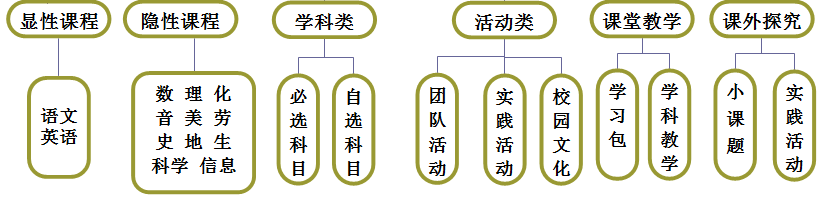 显性课程
隐性课程
学科类
活动类
课堂教学
课外探究
语文
英语
数 理 化
音 美 劳
史 地 生
科学 信息
必选科目
自选科目
团队活动
实践活动
校园文化
学习包
学科教学
小课题
实践活动